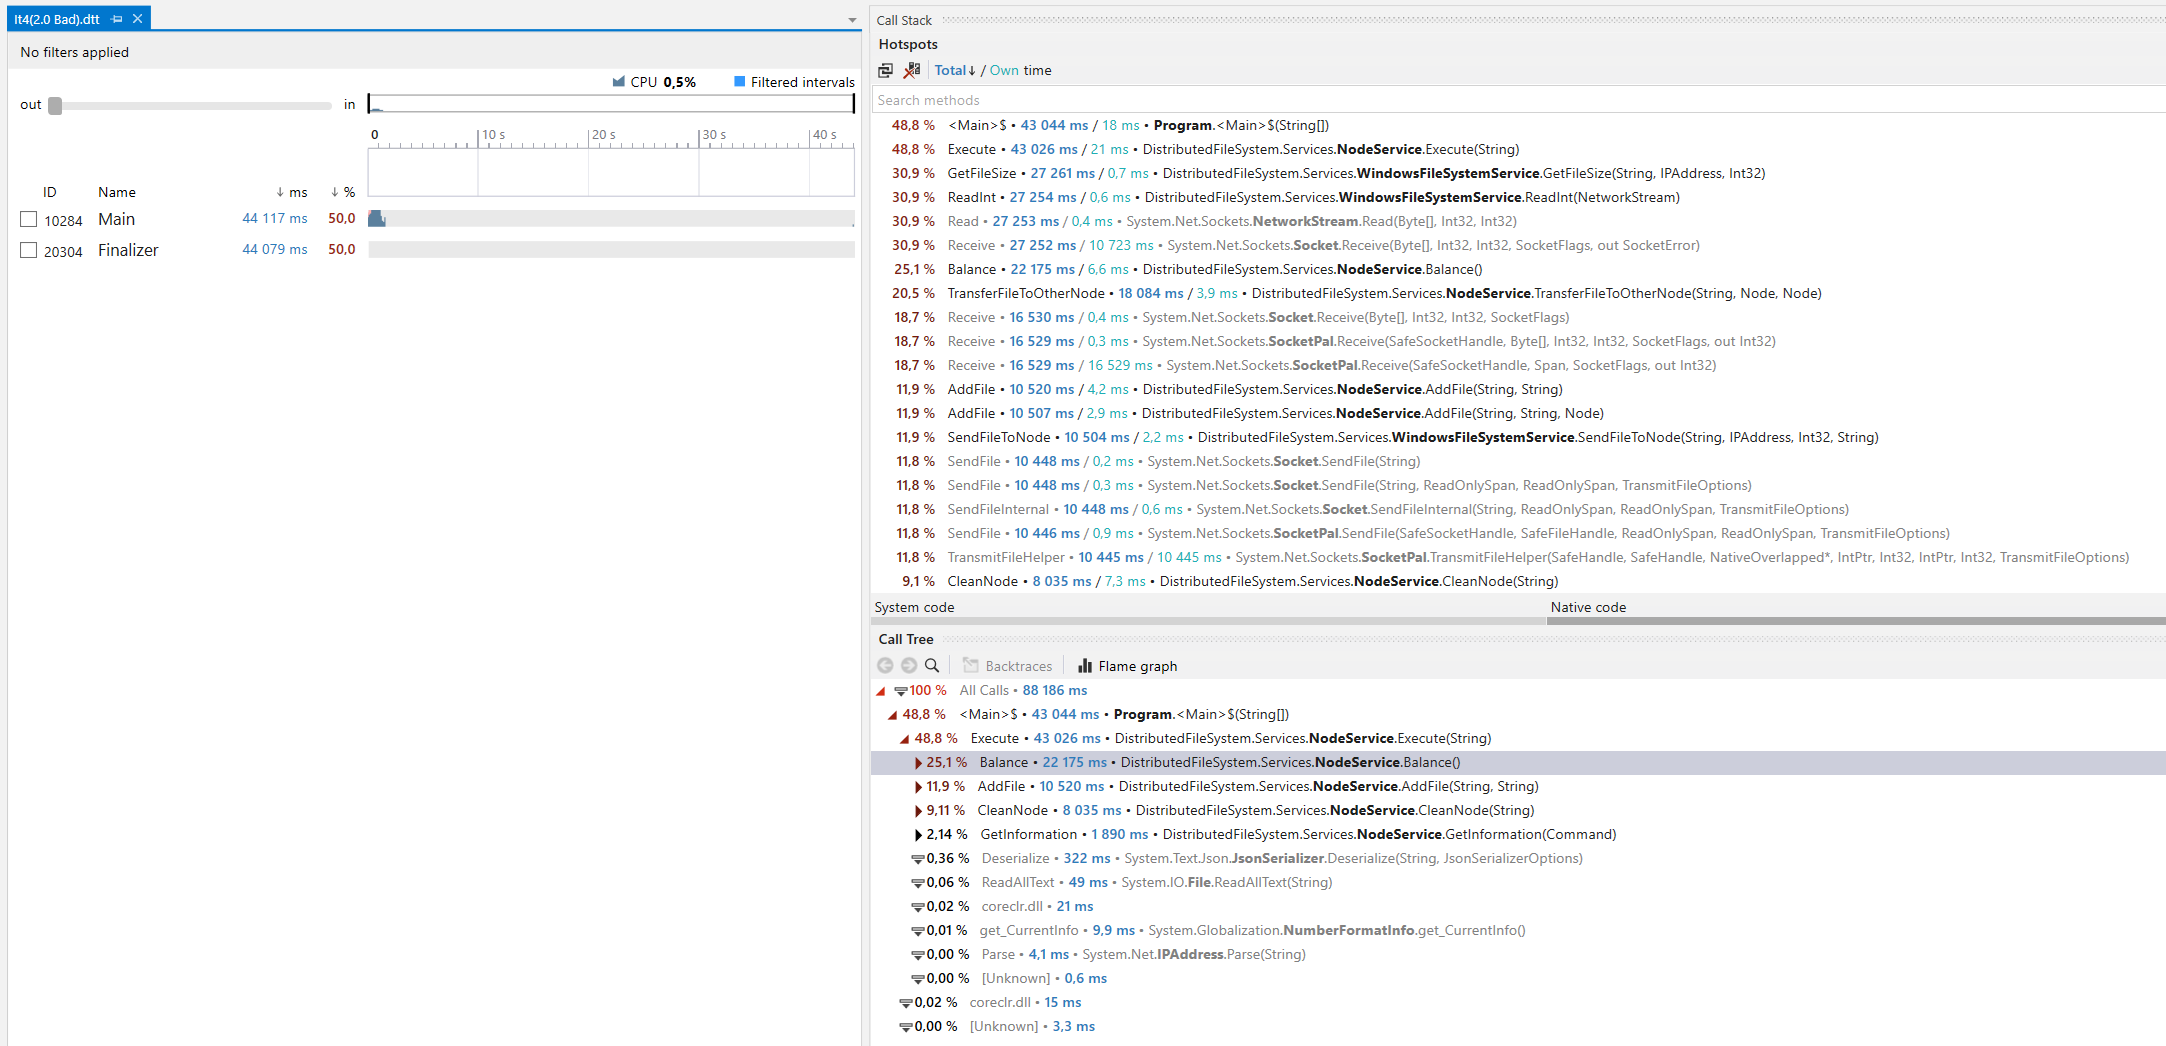 It4(2.0 Bad).dtt
No filters applied
CPU 0,5% Filtered intervals
out in
0 10 s 20 s 30 s 40 s
ID Name ↓ ms ↓ %
10284 Main 44 117 ms 50,0
20304 Finalizer 44 079 ms 50,0
Call Stack
Hotspots
Total↓ / Own time
Search methods
48,8 % <Main>$ • 43 044 ms / 18 ms • Program.<Main>$(String[])
48,8 % Execute • 43 026 ms / 21 ms • DistributedFileSystem.Services.NodeService.Execute(String)
30,9 % GetFileSize • 27 261 ms / 0,7 ms • DistributedFileSystem.Services.WindowsFileSystemService.GetFileSize(String, IPAddress, Int32)
30,9 % ReadInt • 27 254 ms / 0,6 ms • DistributedFileSystem.Services.WindowsFileSystemService.ReadInt(NetworkStream)
30,9 % Read • 27 253 ms / 0,4 ms • System.Net.Sockets.NetworkStream.Read(Byte[], Int32, Int32)
30,9 % Receive • 27 252 ms / 10 723 ms • System.Net.Sockets.Socket.Receive(Byte[], Int32, Int32, SocketFlags, out SocketError)
25,1 % Balance • 22 175 ms / 6,6 ms • DistributedFileSystem.Services.NodeService.Balance()
20,5 % TransferFileToOtherNode • 18 084 ms / 3,9 ms • DistributedFileSystem.Services.NodeService.TransferFileToOtherNode(String, Node, Node)
18,7 % Receive • 16 530 ms / 0,4 ms • System.Net.Sockets.Socket.Receive(Byte[], Int32, Int32, SocketFlags)
18,7 % Receive • 16 529 ms / 0,3 ms • System.Net.Sockets.SocketPal.Receive(SafeSocketHandle, Byte[], Int32, Int32, SocketFlags, out Int32)
18,7 % Receive • 16 529 ms / 16 529 ms • System.Net.Sockets.SocketPal.Receive(SafeSocketHandle, Span, SocketFlags, out Int32)
11,9 % AddFile • 10 520 ms / 4,2 ms • DistributedFileSystem.Services.NodeService.AddFile(String, String)
11,9 % AddFile • 10 507 ms / 2,9 ms • DistributedFileSystem.Services.NodeService.AddFile(String, String, Node)
11,9 % SendFileToNode • 10 504 ms / 2,2 ms • DistributedFileSystem.Services.WindowsFileSystemService.SendFileToNode(String, IPAddress, Int32, String)
11,8 % SendFile • 10 448 ms / 0,2 ms • System.Net.Sockets.Socket.SendFile(String)
11,8 % SendFile • 10 448 ms / 0,3 ms • System.Net.Sockets.Socket.SendFile(String, ReadOnlySpan, ReadOnlySpan, TransmitFileOptions)
11,8 % SendFileInternal • 10 448 ms / 0,6 ms • System.Net.Sockets.Socket.SendFileInternal(String, ReadOnlySpan, ReadOnlySpan, TransmitFileOptions)
11,8 % SendFile • 10 446 ms / 0,9 ms • System.Net.Sockets.SocketPal.SendFile(SafeSocketHandle, SafeFileHandle, ReadOnlySpan, ReadOnlySpan, TransmitFileOptions)
11,8 % TransmitFileHelper • 10 445 ms / 10 445 ms • System.Net.Sockets.SocketPal.TransmitFileHelper(SafeHandle, SafeHandle, NativeOverlapped*, IntPtr, Int32, IntPtr, Int32, TransmitFileOptions)
9,1 % CleanNode • 8 035 ms / 7,3 ms • DistributedFileSystem.Services.NodeService.CleanNode(String)
System code Native code
Call Tree
Backtraces Flame graph
100 % All Calls • 88 186 ms
48,8 % <Main>$ • 43 044 ms • Program.<Main>$(String[])
48,8 % Execute • 43 026 ms • DistributedFileSystem.Services.NodeService.Execute(String)
25,1 % Balance • 22 175 ms • DistributedFileSystem.Services.NodeService.Balance()
11,9 % AddFile • 10 520 ms • DistributedFileSystem.Services.NodeService.AddFile(String, String)
9,11 % CleanNode • 8 035 ms • DistributedFileSystem.Services.NodeService.CleanNode(String)
2,14 % GetInformation • 1 890 ms • DistributedFileSystem.Services.NodeService.GetInformation(Command)
0,36 % Deserialize • 322 ms • System.Text.Json.JsonSerializer.Deserialize(String, JsonSerializerOptions)
0,06 % ReadAllText • 49 ms • System.IO.File.ReadAllText(String)
0,02 % coreclr.dll • 21 ms
0,01 % get_CurrentInfo • 9,9 ms • System.Globalization.NumberFormatInfo.get_CurrentInfo()
0,00 % Parse • 4,1 ms • System.Net.IPAddress.Parse(String)
0,00 % [Unknown] • 0,6 ms
0,02 % coreclr.dll • 15 ms
0,00 % [Unknown] • 3,3 ms